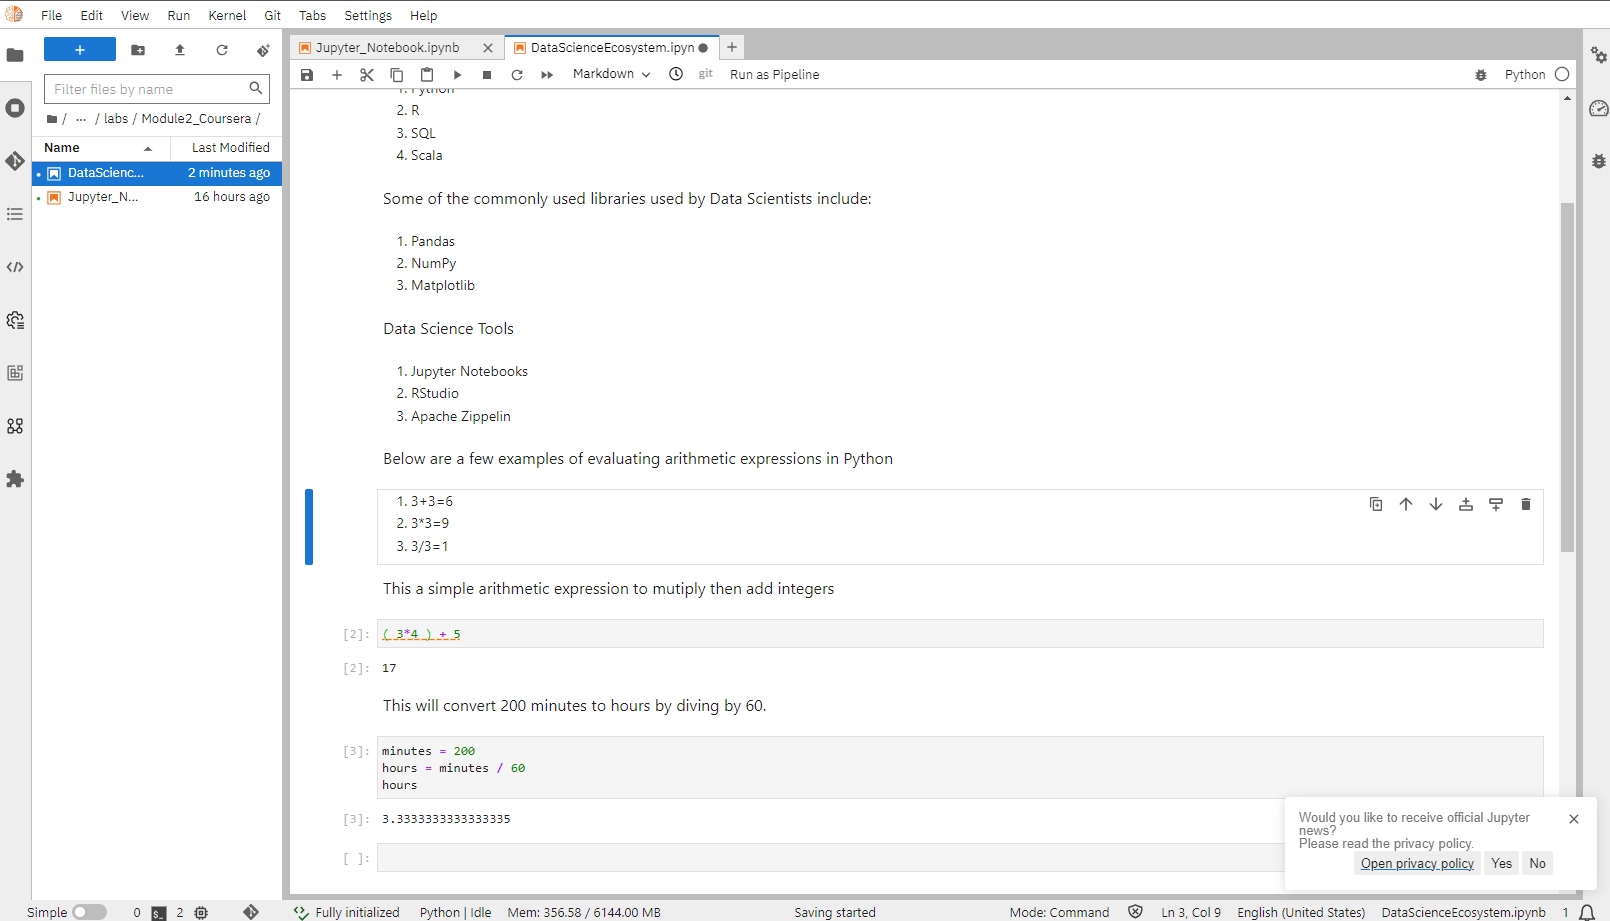 File Edit View Run Kernel Git Tabs Settings Help
+
Filter files by name
/ ... / labs / Module2_Coursera /
Name Last Modified
DataScienc... 2 minutes ago
Jupyter_N... 16 hours ago
Jupyter_Notebook.ipynb DataScienceEcosystem.ipyn +
Markdown git Run as Pipeline Python
1. Python
2. R
3. SQL
4. Scala
Some of the commonly used libraries used by Data Scientists include:
1. Pandas
2. NumPy
3. Matplotlib
Data Science Tools
1. Jupyter Notebooks
2. RStudio
3. Apache Zippelin
Below are a few examples of evaluating arithmetic expressions in Python
1. 3+3=6
2. 3*3=9
3. 3/3=1
This a simple arithmetic expression to mutiply then add integers
[2]: ( 3*4 ) + 5
[2]: 17
This will convert 200 minutes to hours by diving by 60.
[3]: minutes = 200
hours = minutes / 60
hours
[3]: 3.3333333333333335
[ ]:
Would you like to receive official Jupyter
news?
Please read the privacy policy.
Open privacy policy Yes No
Simple 0 $_ 2 Fully initialized Python | Idle Mem: 356.58 / 6144.00 MB Saving started Mode: Command Ln 3, Col 9 English (United States) DataScienceEcosystem.ipynb 1